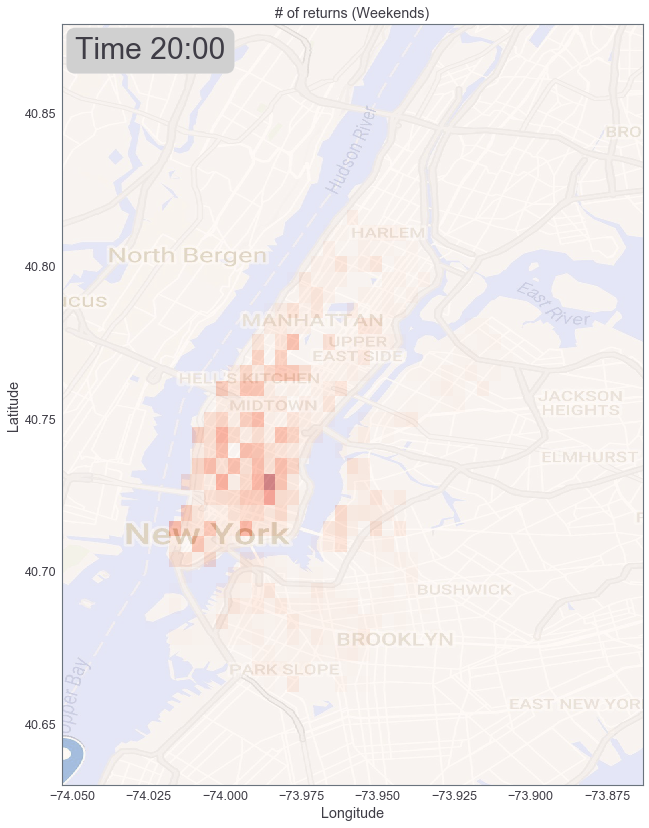 # of returns (Weekends)
Time 20:00
40.85
Hudson River
BRO
HARLEM
North Bergen
40.80
East River
CUS
MANHATTAN
UPPER
EAST SIDE
HELL'S KITCHEN
MIDTOWN
40.75
JACKSON
HEIGHTS
ELMHURST
New York
40.70
BUSHWICK
BROOKLYN
PARK SLOPE
pper Bay
EAST NEW YOR
40.65
Latitude
−74.050 −74.025 −74.000 −73.975 −73.950 −73.925 −73.900 −73.875
Longitude